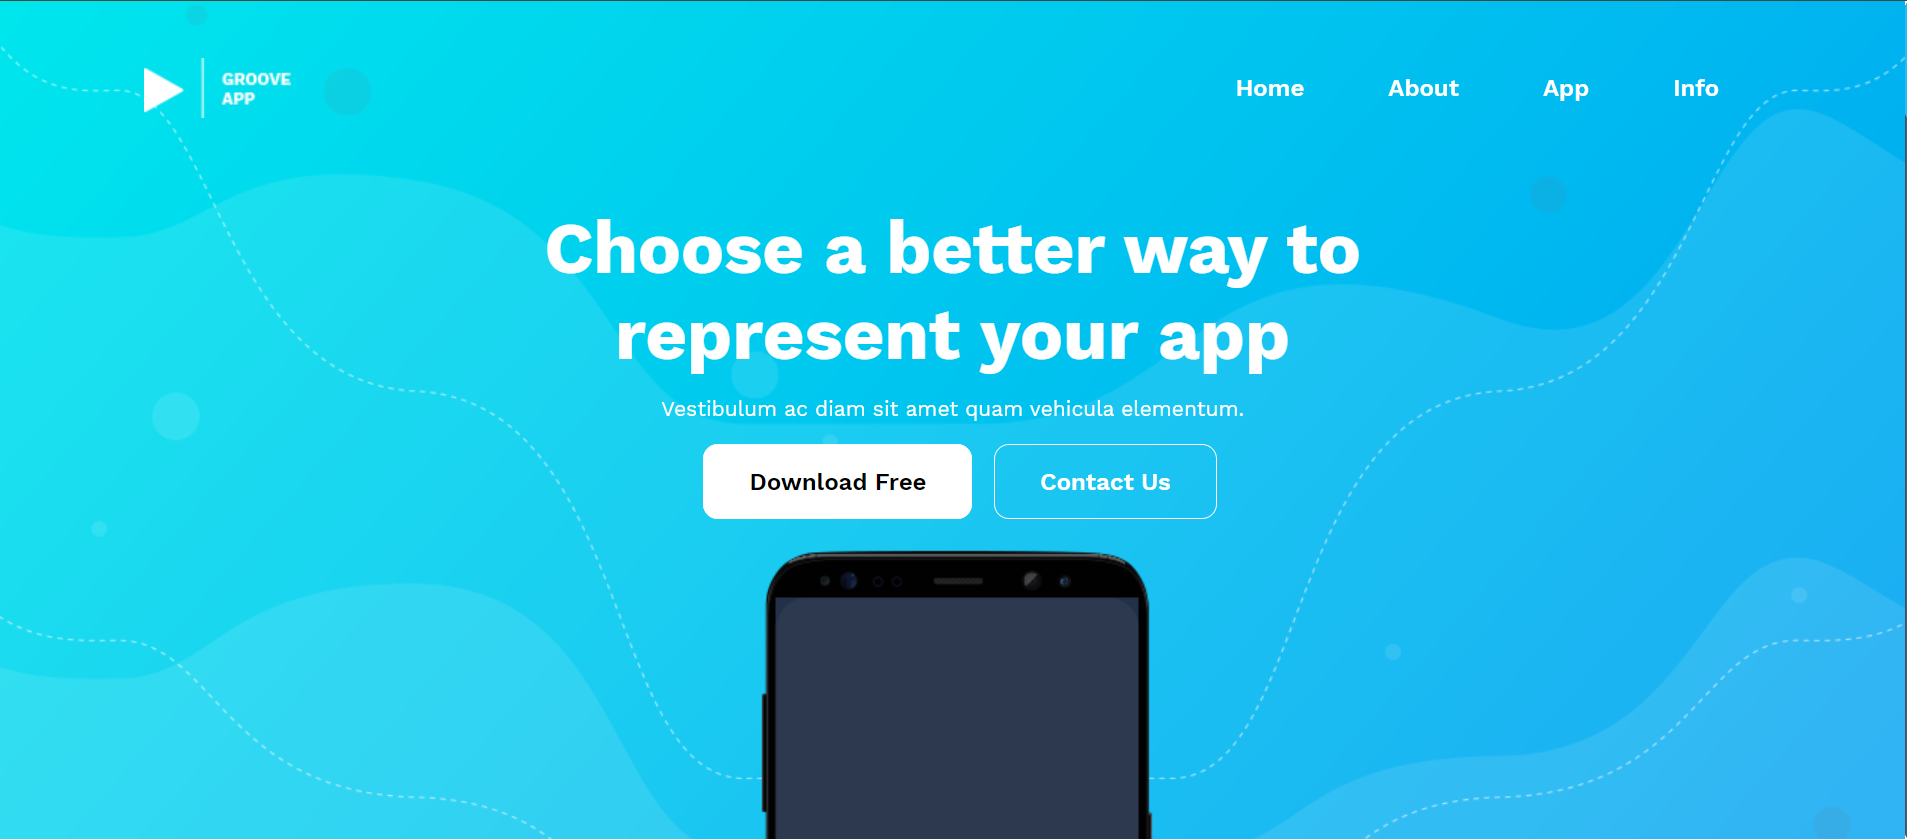 GROOVE
APP
Home About App Info
Choose a better way to
represent your app
Vestibulum ac diam sit amet quam vehicula elementum.
Download Free Contact Us